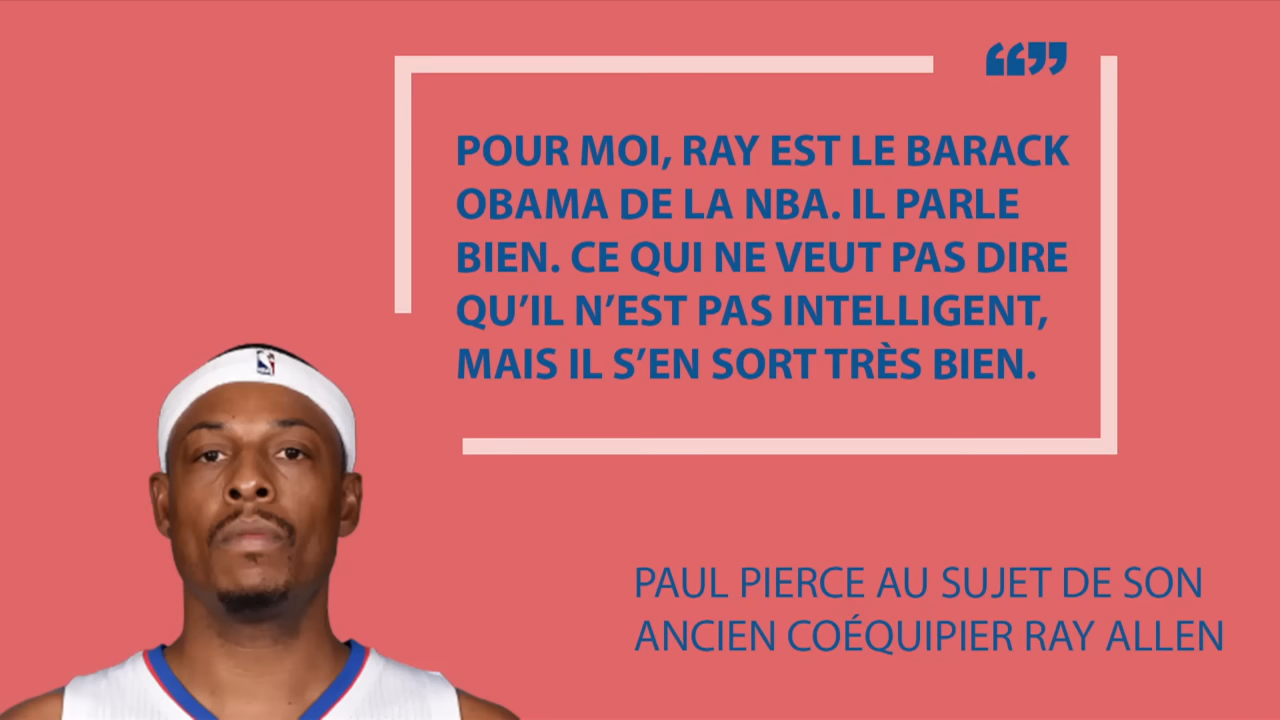 ❝❞
POUR MOI, RAY EST LE BARACK
OBAMA DE LA NBA. IL PARLE
BIEN. CE QUI NE VEUT PAS DIRE
QU’IL N’EST PAS INTELLIGENT,
MAIS IL S’EN SORT TRÈS BIEN.
PAUL PIERCE AU SUJET DE SON
ANCIEN COÉQUIPIER RAY ALLEN